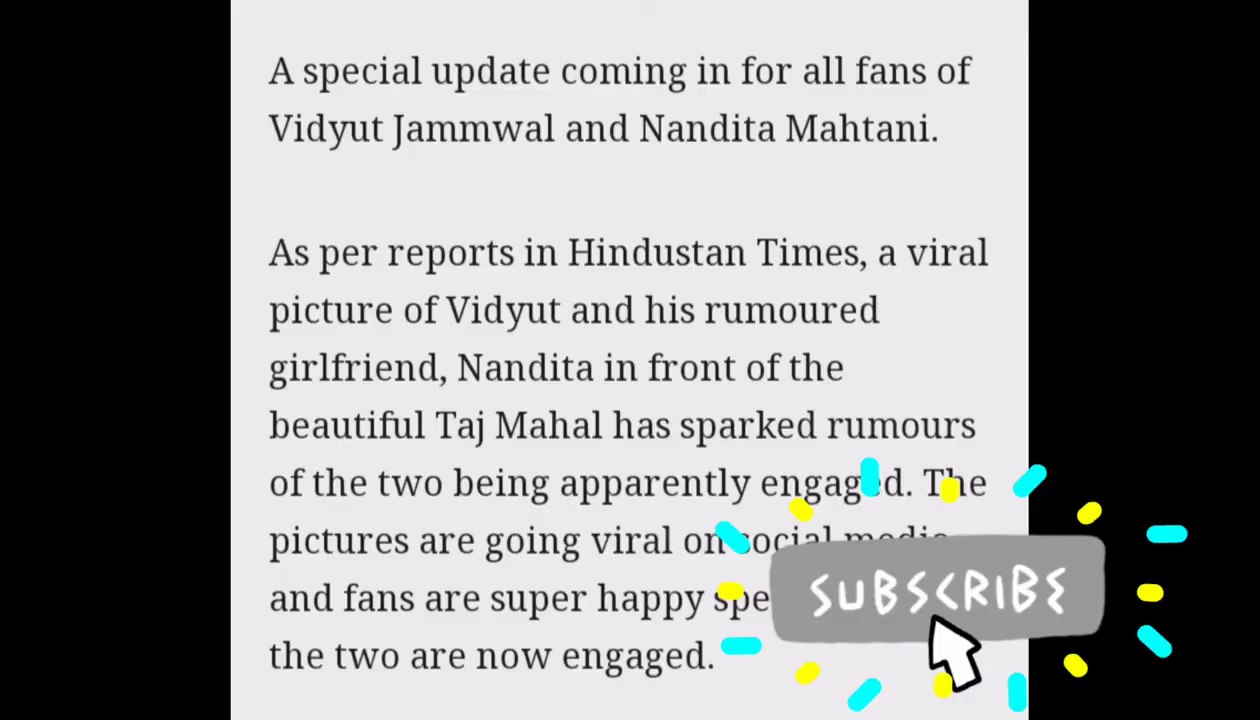 A special update coming in for all fans of
Vidyut Jammwal and Nandita Mahtani.
As per reports in Hindustan Times, a viral
picture of Vidyut and his rumoured
girlfriend, Nandita in front of the
beautiful Taj Mahal has sparked rumours
of the two being apparently engaged. The
pictures are going viral on social media
and fans are super happy
the two are now engaged.
SUBSCRIBE